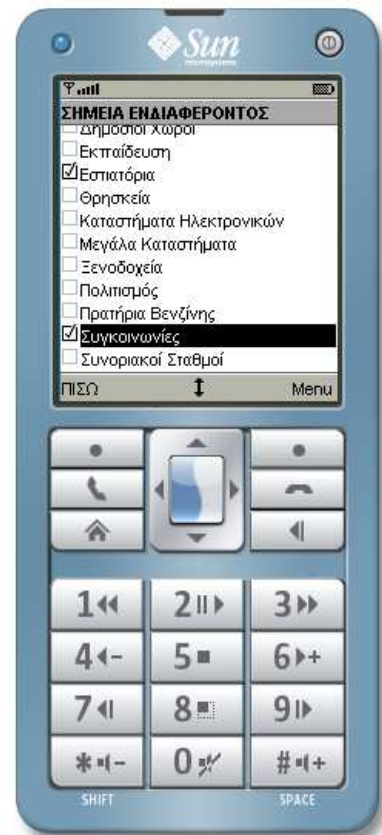 Sun
microsystems
ΣΗΜΕΙΑ ΕΝΔΙΑΦΕΡΟΝΤΟΣ
Δημόσιοι Χώροι
Εκπαίδευση
Εστιατόρια
Θρησκεία
Καταστήματα Ηλεκτρονικών
Μεγάλα Καταστήματα
Ξενοδοχεία
Πολιτισμός
Πρατήρια Βενζίνης
Συγκοινωνίες
Συνοριακοί Σταθμοί
ΠΙΣΩ Menu
1 2 3
4 - 5 6 +
7 8 9
* - 0 # +
SHIFT SPACE